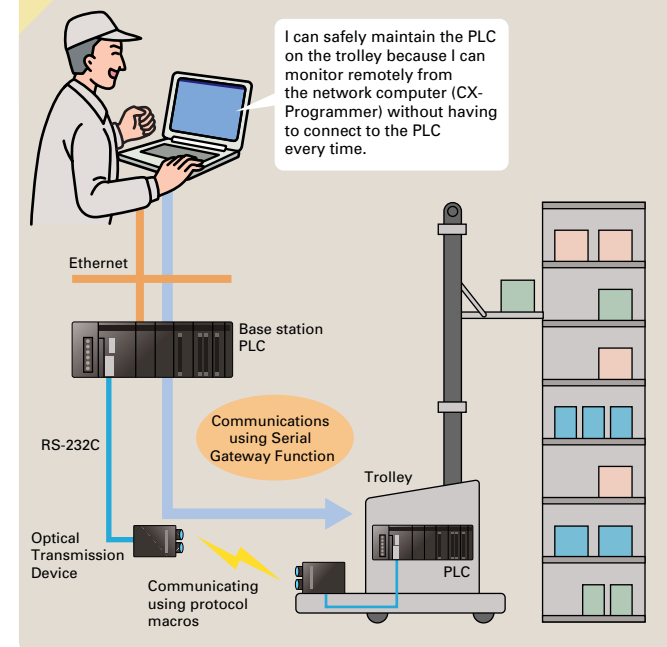 I can safely maintain the PLC
on the trolley because I can
monitor remotely from
the network computer (CX-
Programmer) without having
to connect to the PLC
every time.
Ethernet
Base station
PLC
Communications
using Serial
Gateway Function
RS-232C
Trolley
Optical
Transmission
Device
PLC
Communicating
using protocol
macros